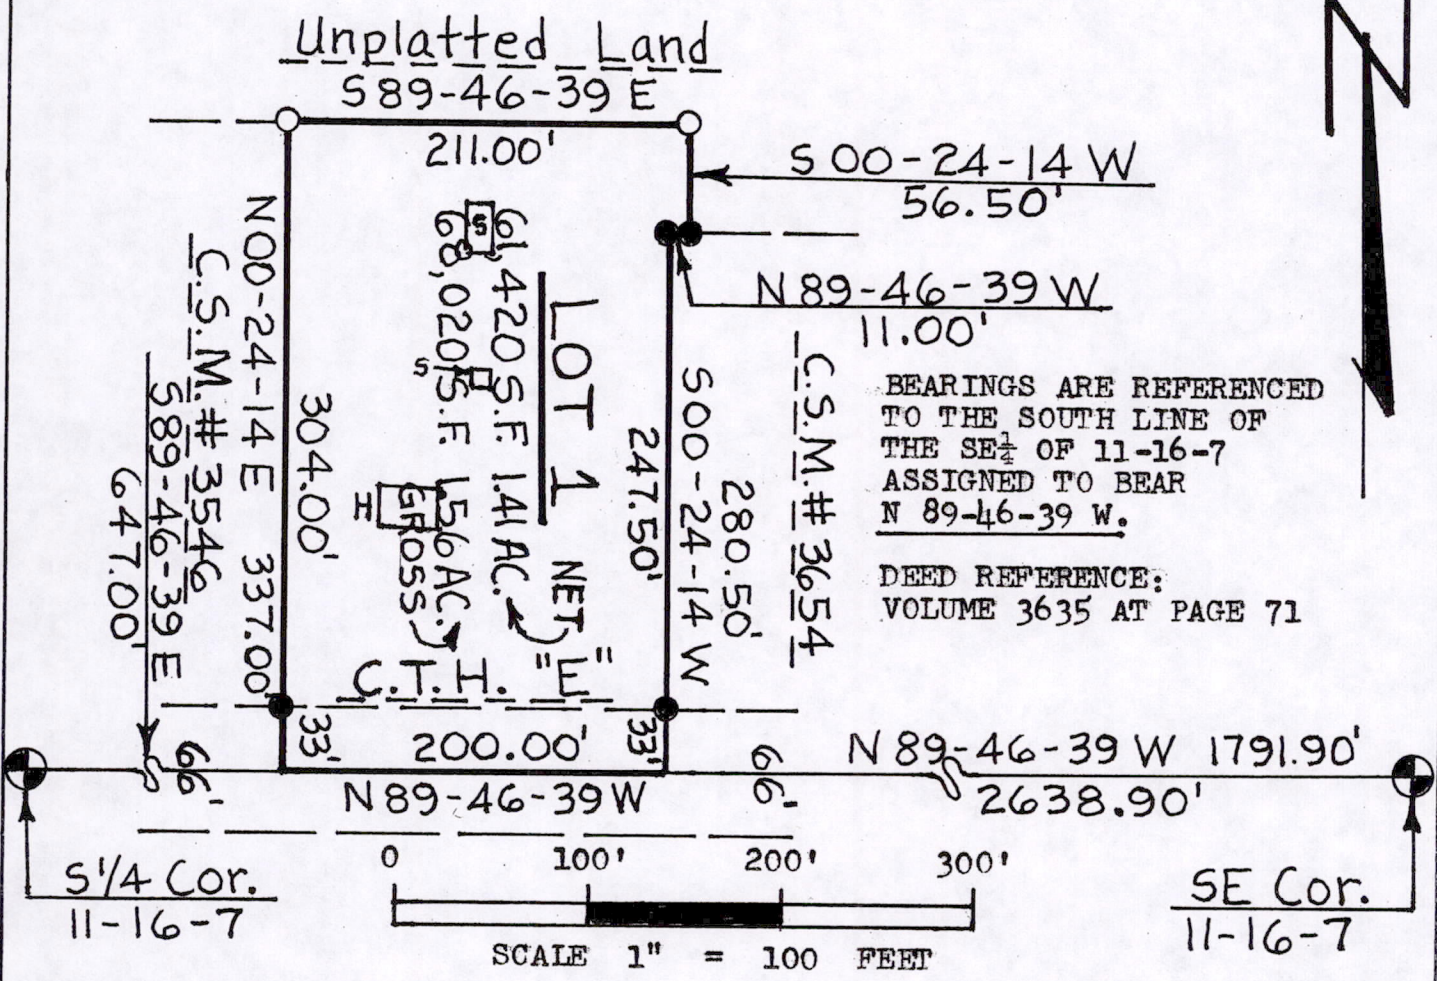 Unplatted Land
S89-46-39 E
211.00'
N
S 00-24-14 W
56.50'
N 89-46-39 W
11.00'
N 00-24-14 E 337.00'
304.00'
C.S.M.# 3546
S89-46-39 E
647.00'
LOT 1
61,420 S.F. 1.41 AC. NET
68,020 S.F. 1.56 AC. GROSS
S
S
H
S00-24-14 W
247.50'
280.50'
C.S.M.# 3654
BEARINGS ARE REFERENCED
TO THE SOUTH LINE OF
THE SE¼ OF 11-16-7
ASSIGNED TO BEAR
N 89-46-39 W.
DEED REFERENCE:
VOLUME 3635 AT PAGE 71
C.T.H. "E"
33'
200.00'
33'
66'
66'
N89-46-39W
N 89-46-39 W 1791.90'
2638.90'
S1/4 Cor.
11-16-7
SE Cor.
11-16-7
0 100' 200' 300'
SCALE 1" = 100 FEET